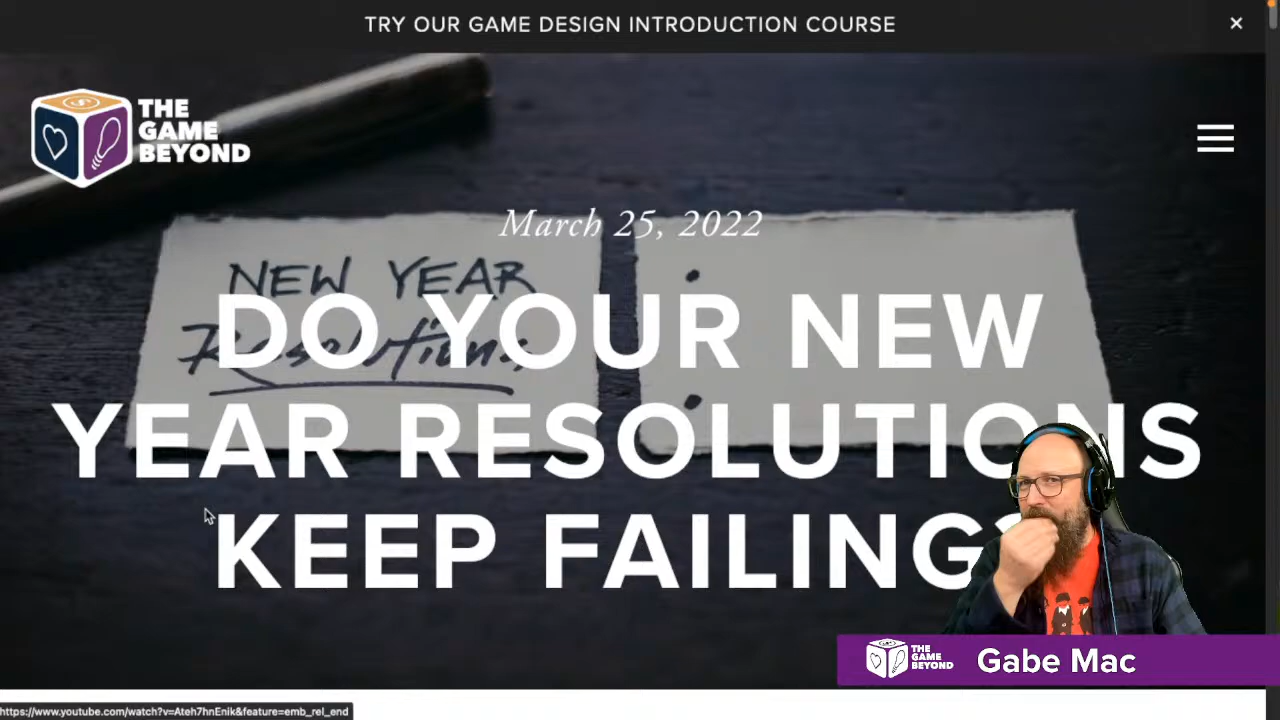 TRY OUR GAME DESIGN INTRODUCTION COURSE
THE
GAME
BEYOND
March 25, 2022
NEW YEAR
Resolutions
DO YOUR NEW
YEAR RESOLUTIONS
KEEP FAILING?
THE
GAME
BEYOND
Gabe Mac
https://www.youtube.com/watch?v=Ateh7hnEnik&feature=emb_rel_end